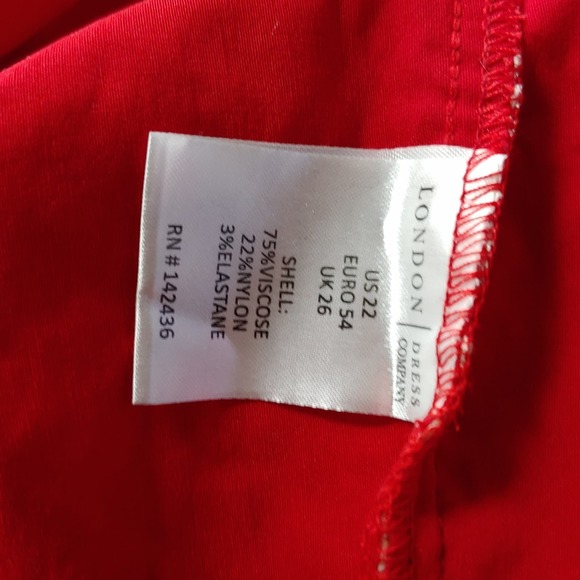 LONDON | DRESS COMPANY
US 22
EURO 54
UK 26
SHELL:
75%VISCOSE
22%NYLON
3%ELASTANE
RN # 142436